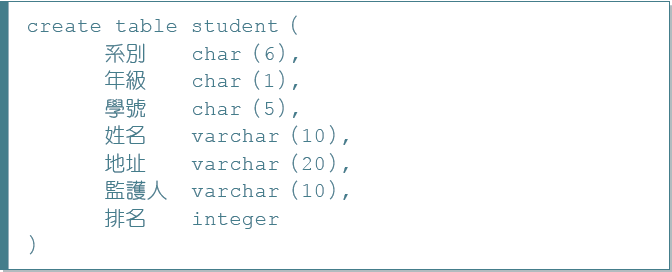 create table student (
系別 char (6),
年級 char (1),
學號 char (5),
姓名 varchar (10),
地址 varchar (20),
監護人 varchar (10),
排名 integer
)